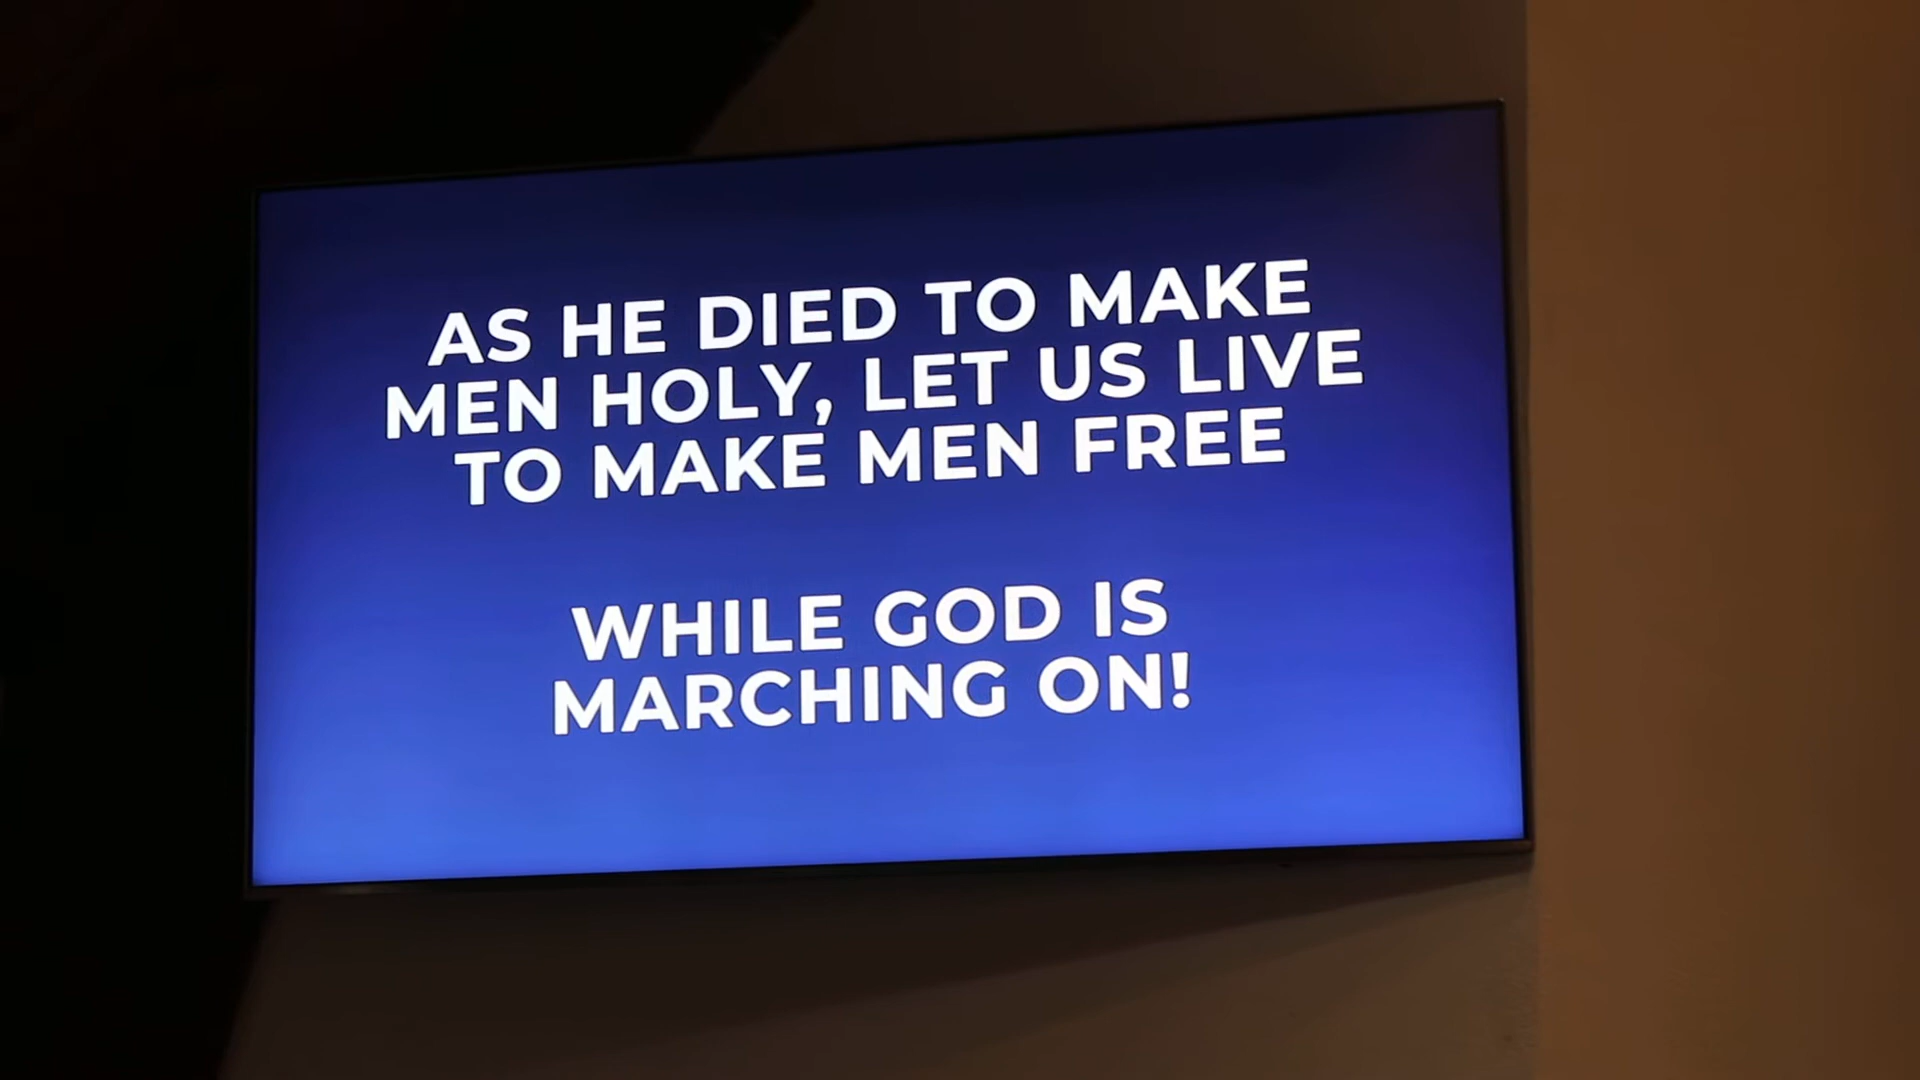 AS HE DIED TO MAKE
MEN HOLY, LET US LIVE
TO MAKE MEN FREE
WHILE GOD IS
MARCHING ON!